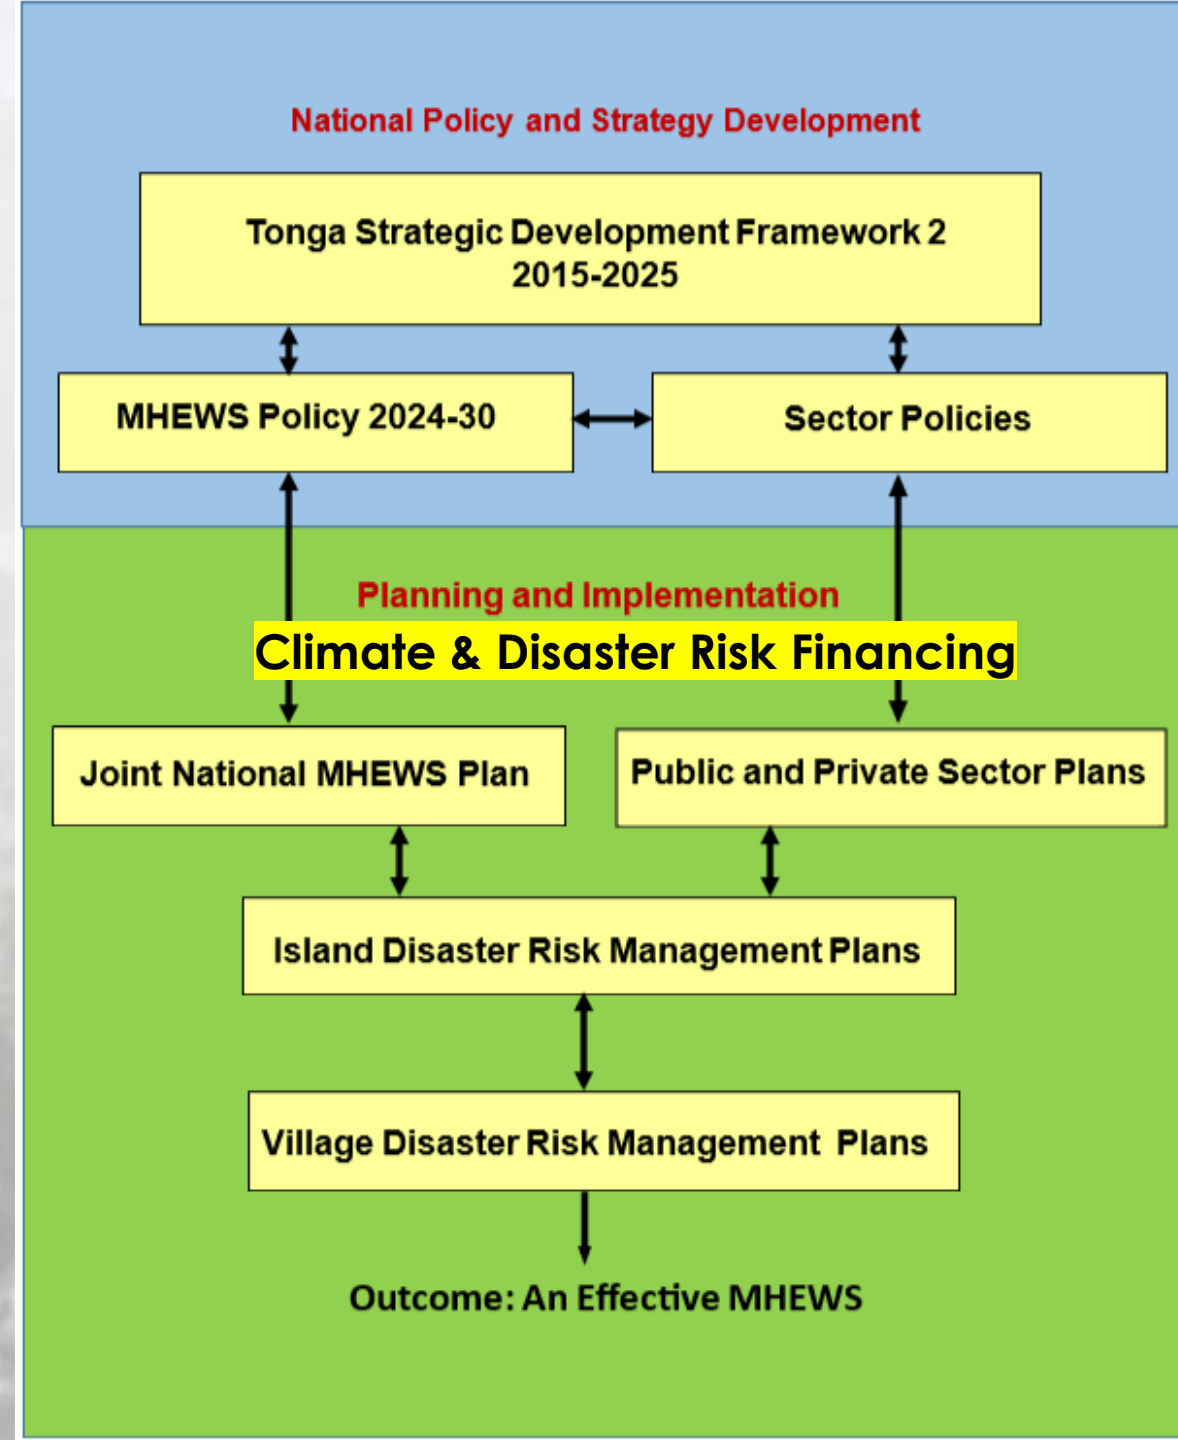 National Policy and Strategy Development
Tonga Strategic Development Framework 2
2015-2025
MHEWS Policy 2024-30
Sector Policies
Planning and Implementation
Climate & Disaster Risk Financing
Joint National MHEWS Plan
Public and Private Sector Plans
Island Disaster Risk Management Plans
Village Disaster Risk Management Plans
Outcome: An Effective MHEWS